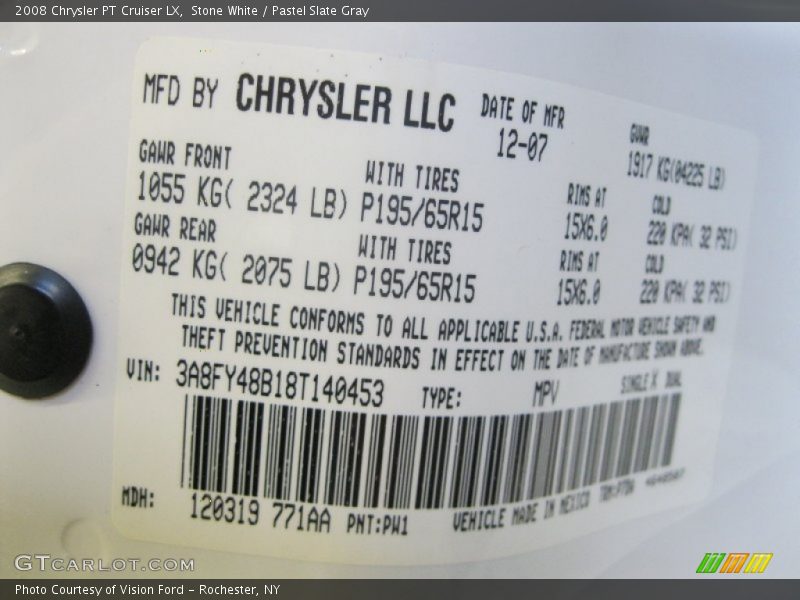 2008 Chrysler PT Cruiser LX, Stone White / Pastel Slate Gray
MFD BY CHRYSLER LLC DATE OF MFR GVWR
12-07 1917 KG(04225 LB)
GAWR FRONT WITH TIRES RIMS AT COLD
1055 KG( 2324 LB) P195/65R15 15X6.0 220 KPA( 32 PSI)
GAWR REAR WITH TIRES RIMS AT COLD
0942 KG( 2075 LB) P195/65R15 15X6.0 220 KPA( 32 PSI)
THIS VEHICLE CONFORMS TO ALL APPLICABLE U.S.A. FEDERAL MOTOR VEHICLE SAFETY AND
THEFT PREVENTION STANDARDS IN EFFECT ON THE DATE OF MANUFACTURE SHOWN ABOVE.
VIN: 3A8FY48B18T140453 TYPE: MPV SINGLE X DUAL
MDH: 120319 771AA PNT:PW1 VEHICLE MADE IN MEXICO
GTCARLOT.COM
Photo Courtesy of Vision Ford - Rochester, NY